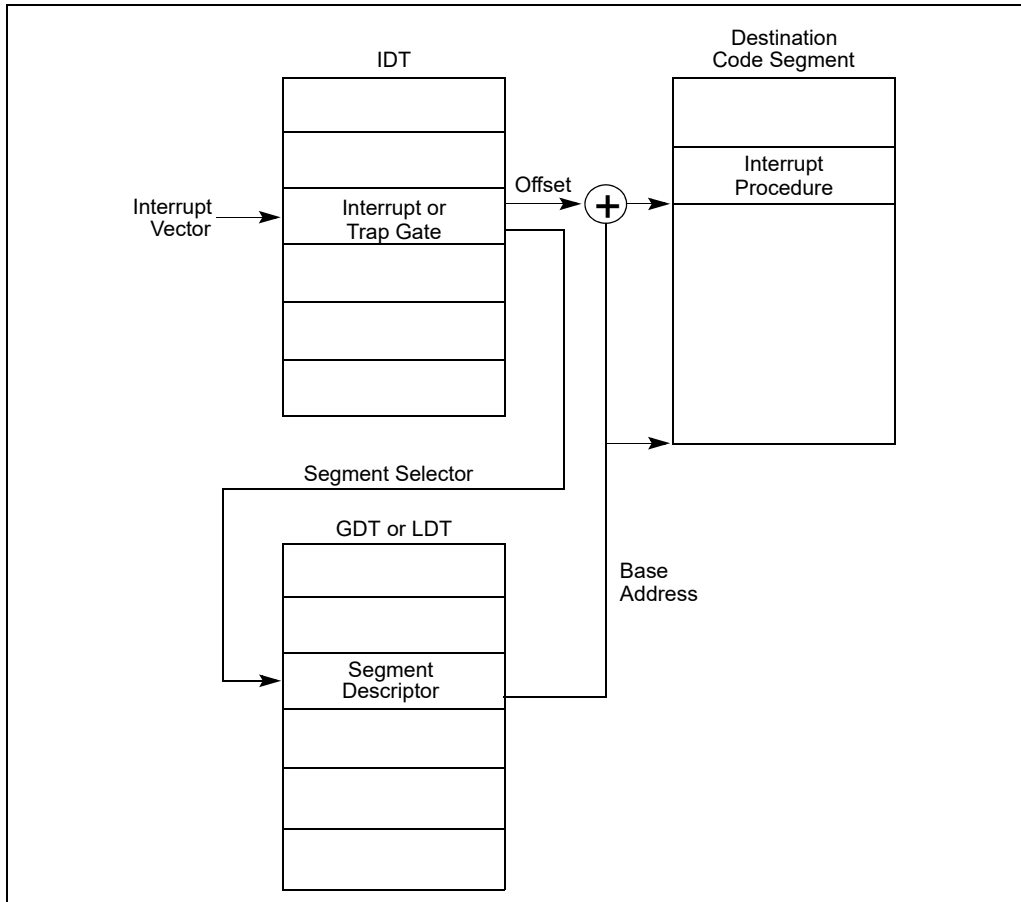 IDT
Destination
Code Segment
Interrupt
Vector
Interrupt or
Trap Gate
Offset
+
Interrupt
Procedure
Segment Selector
GDT or LDT
Base
Address
Segment
Descriptor